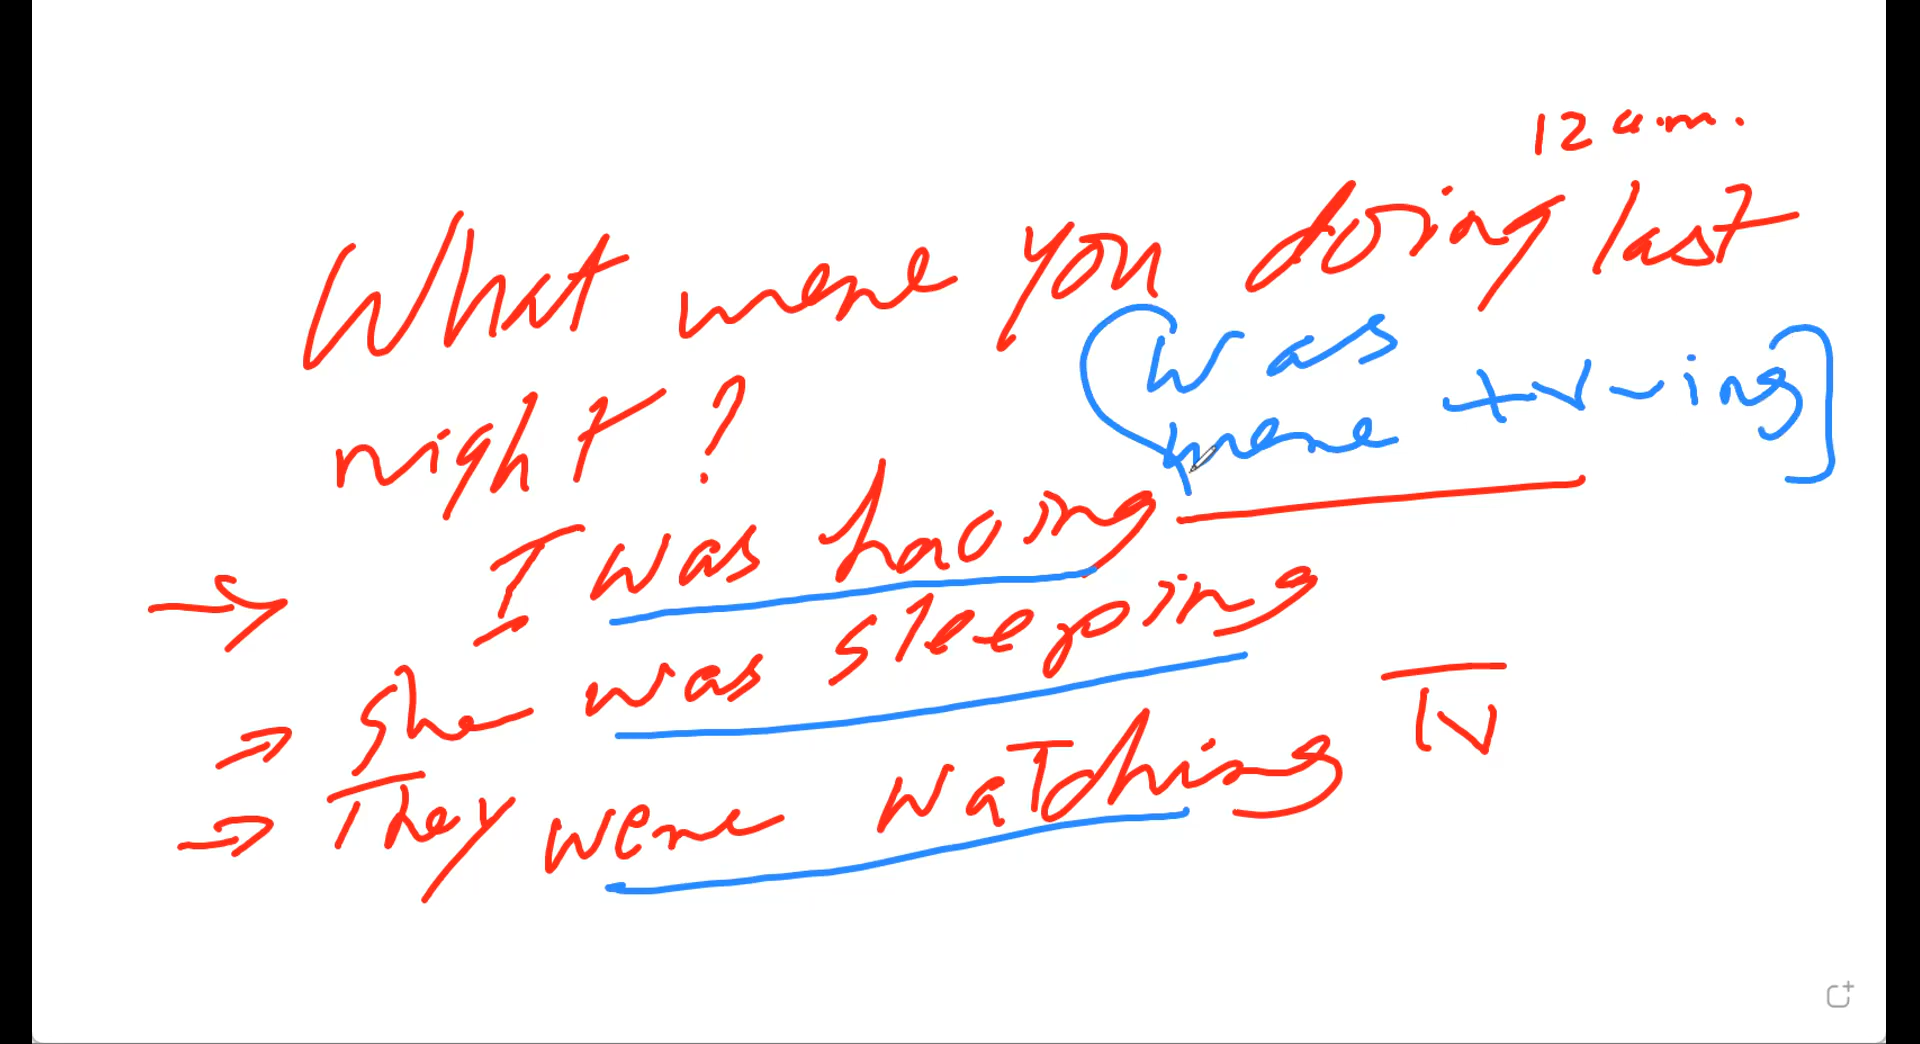 12 a.m.
What were you doing last
night?
(was
were + v - ing]
→ I was having
⇒ She was sleeping
⇒ They were watching TV